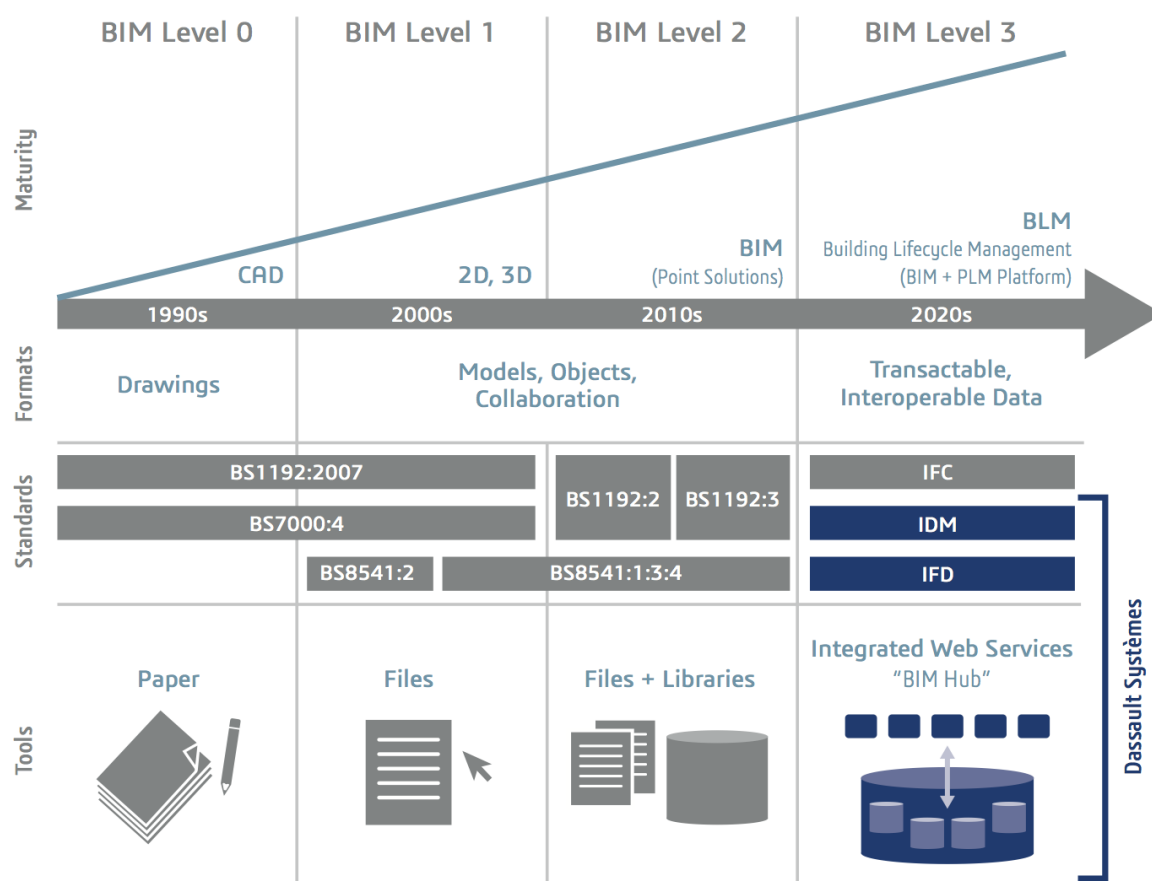 BIM Level 0
BIM Level 1
BIM Level 2
BIM Level 3
Maturity
CAD
2D, 3D
BIM
(Point Solutions)
BLM
Building Lifecycle Management
(BIM + PLM Platform)
1990s
2000s
2010s
2020s
Formats
Drawings
Models, Objects,
Collaboration
Transactable,
Interoperable Data
Standards
BS1192:2007
BS7000:4
BS8541:2
BS8541:1:3:4
BS1192:2
BS1192:3
IFC
IDM
IFD
Tools
Paper
Files
Files + Libraries
Integrated Web Services
“BIM Hub”
Dassault Systèmes